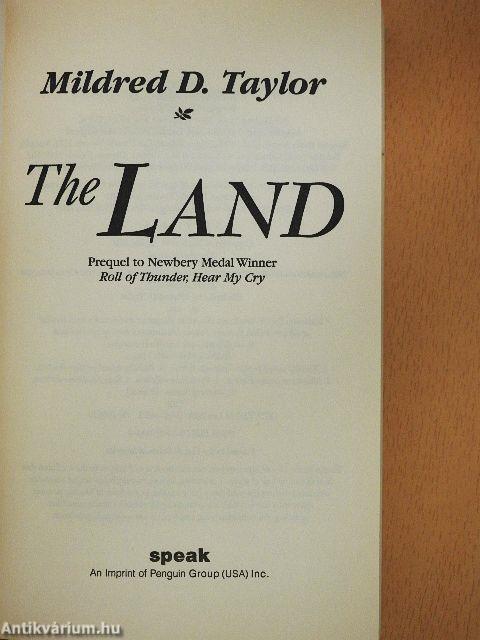 Mildred D. Taylor
The LAND
Prequel to Newbery Medal Winner
Roll of Thunder, Hear My Cry
speak
An Imprint of Penguin Group (USA) Inc.
Antikvárium.hu